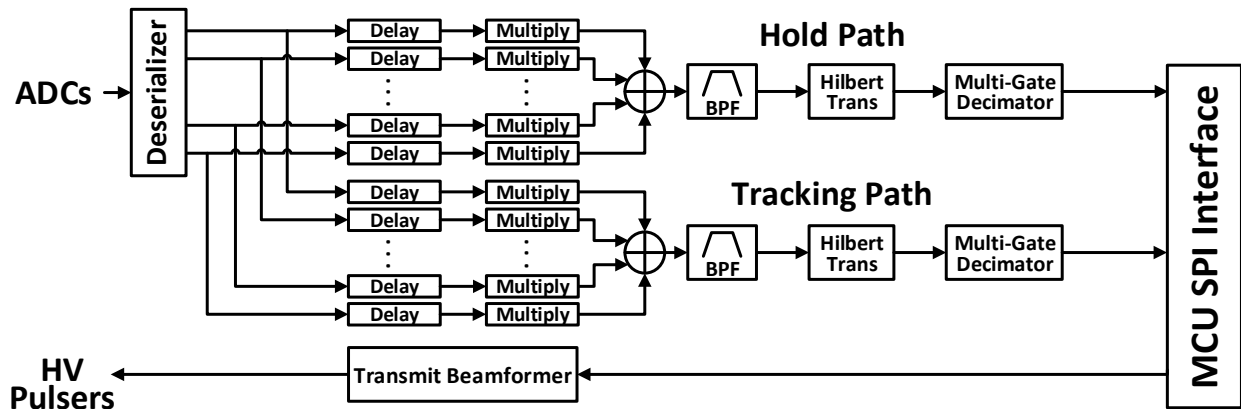 ADCs
Deserializer
Delay
Multiply
Delay
Multiply
Delay
Multiply
Delay
Multiply
Hold Path
BPF
Hilbert
Trans
Multi-Gate
Decimator
Delay
Multiply
Delay
Multiply
Delay
Multiply
Delay
Multiply
Tracking Path
BPF
Hilbert
Trans
Multi-Gate
Decimator
MCU SPI Interface
Transmit Beamformer
HV
Pulsers